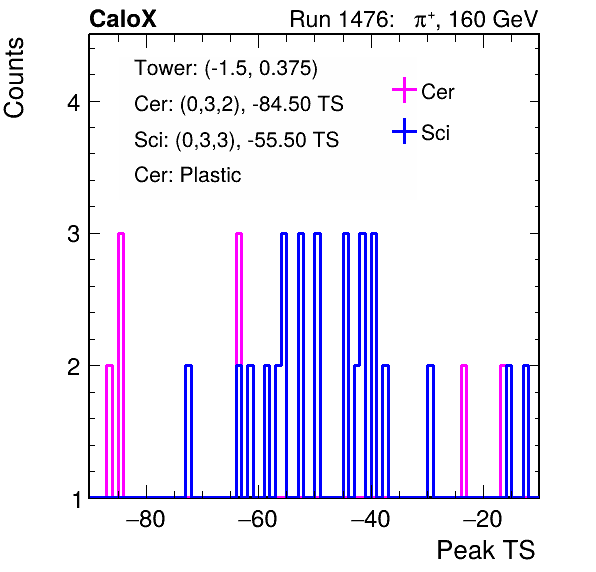 CaloX Run 1476: π⁺, 160 GeV
Counts
Tower: (-1.5, 0.375)
Cer: (0,3,2), -84.50 TS
Sci: (0,3,3), -55.50 TS
Cer: Plastic
Cer
Sci
4
3
2
1
−80 −60 −40 −20
Peak TS